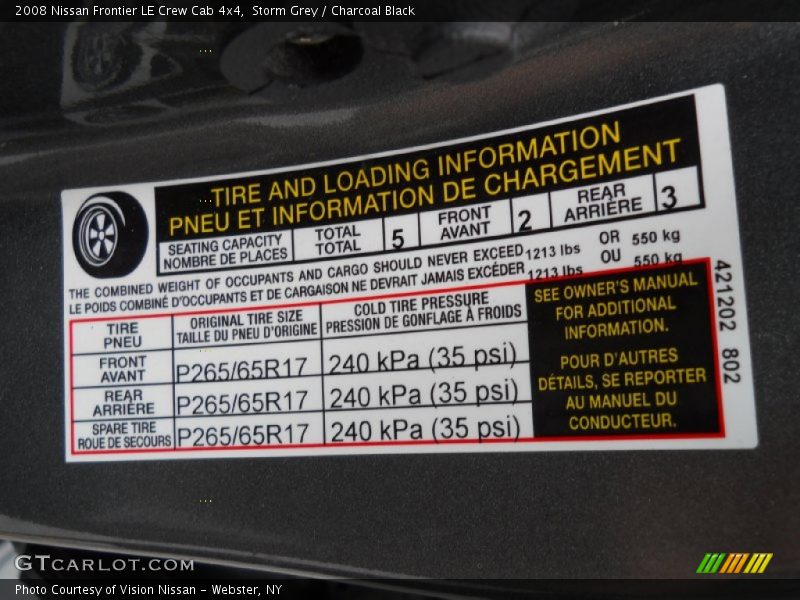 2008 Nissan Frontier LE Crew Cab 4x4,  Storm Grey / Charcoal Black
TIRE AND LOADING INFORMATION
PNEU ET INFORMATION DE CHARGEMENT
SEATING CAPACITY
NOMBRE DE PLACES
TOTAL
TOTAL
5
FRONT
AVANT
2
REAR
ARRIÈRE
3
THE COMBINED WEIGHT OF OCCUPANTS AND CARGO SHOULD NEVER EXCEED 1213 lbs OR 550 kg
LE POIDS COMBINÉ D'OCCUPANTS ET DE CARGAISON NE DEVRAIT JAMAIS EXCÉDER 1213 lbs OU 550 kg
TIRE
PNEU
ORIGINAL TIRE SIZE
TAILLE DU PNEU D'ORIGINE
COLD TIRE PRESSURE
PRESSION DE GONFLAGE À FROIDS
FRONT
AVANT
P265/65R17
240 kPa (35 psi)
REAR
ARRIÈRE
P265/65R17
240 kPa (35 psi)
SPARE TIRE
ROUE DE SECOURS
P265/65R17
240 kPa (35 psi)
SEE OWNER'S MANUAL
FOR ADDITIONAL
INFORMATION.
POUR D'AUTRES
DÉTAILS, SE REPORTER
AU MANUEL DU
CONDUCTEUR.
421202 802
GTCARLOT.COM
Photo Courtesy of Vision Nissan - Webster, NY